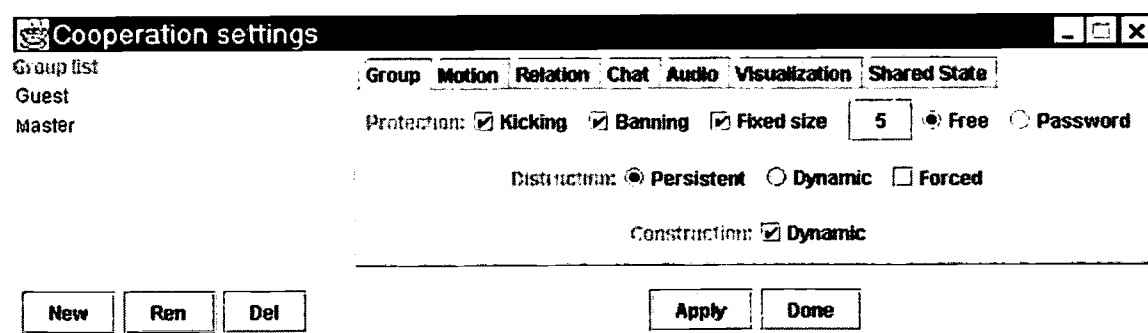 Cooperation settings
Group list
Guest
Master
Group Motion Relation Chat Audio Visualization Shared State
Protection: Kicking Banning Fixed size 5 Free Password
Distruction: Persistent Dynamic Forced
Construction: Dynamic
New Ren Del Apply Done